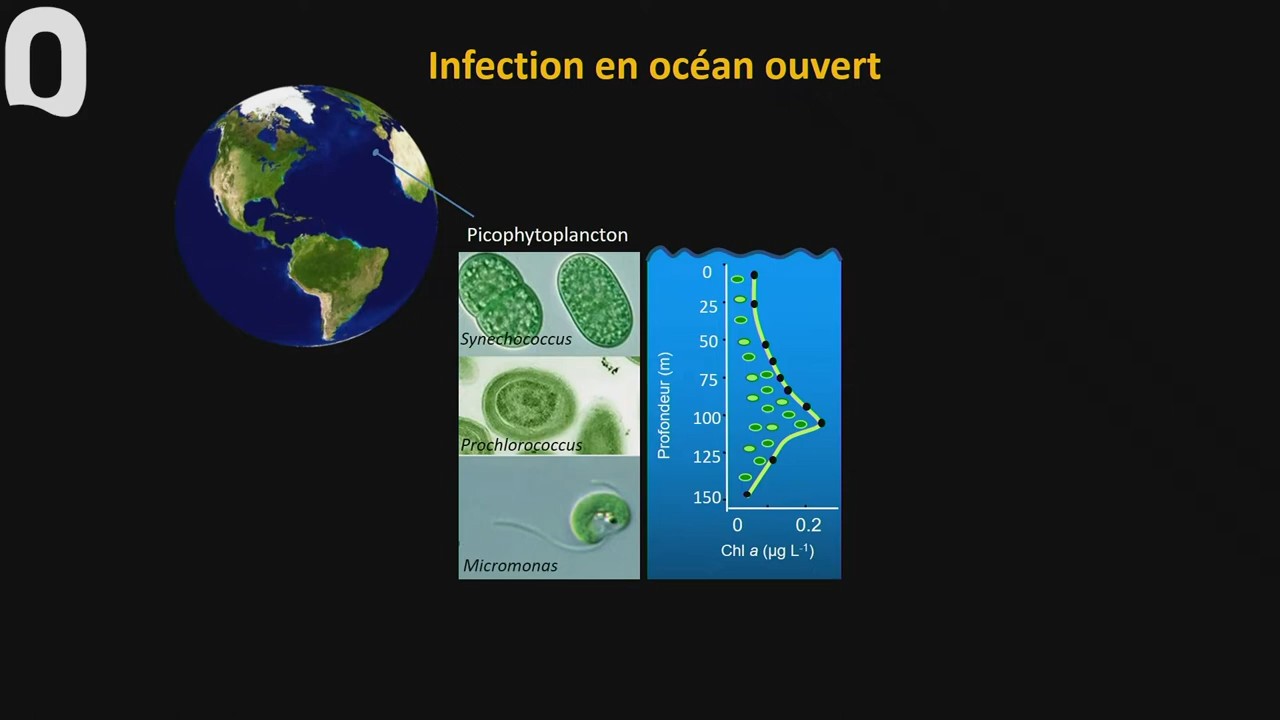 Q
Infection en océan ouvert
Picophytoplancton
Synechococcus
Prochlorococcus
Micromonas
Profondeur (m)
0
25
50
75
100
125
150
0 0.2
Chl a (µg L⁻¹)